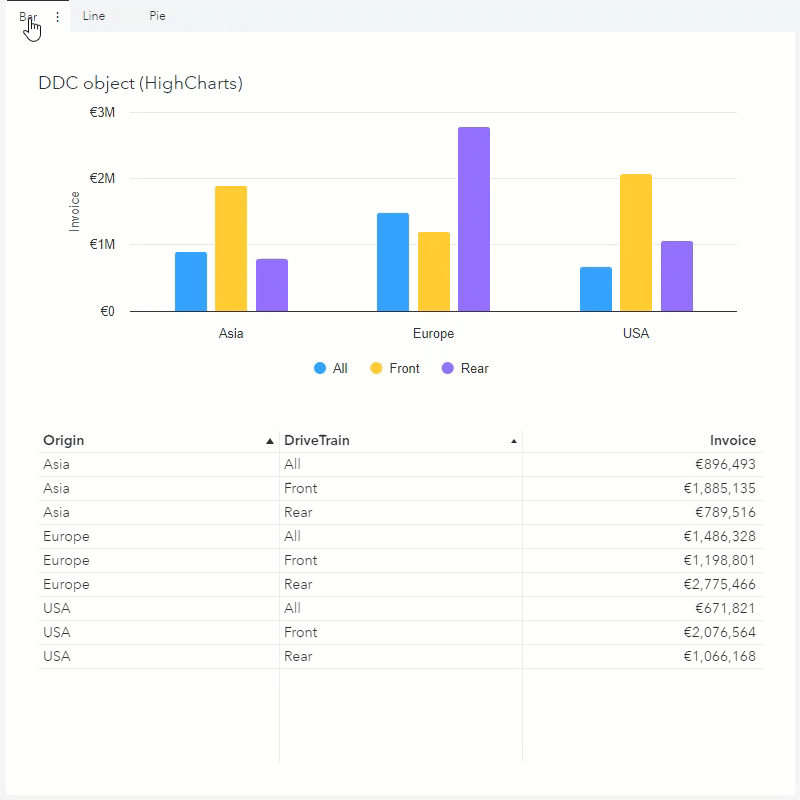 Bar ⋮ Line Pie
DDC object (HighCharts)
€3M
€2M
€1M
€0
Invoice
Asia Europe USA
All Front Rear
Origin ▲ DriveTrain ▲ Invoice
Asia All €896,493
Asia Front €1,885,135
Asia Rear €789,516
Europe All €1,486,328
Europe Front €1,198,801
Europe Rear €2,775,466
USA All €671,821
USA Front €2,076,564
USA Rear €1,066,168